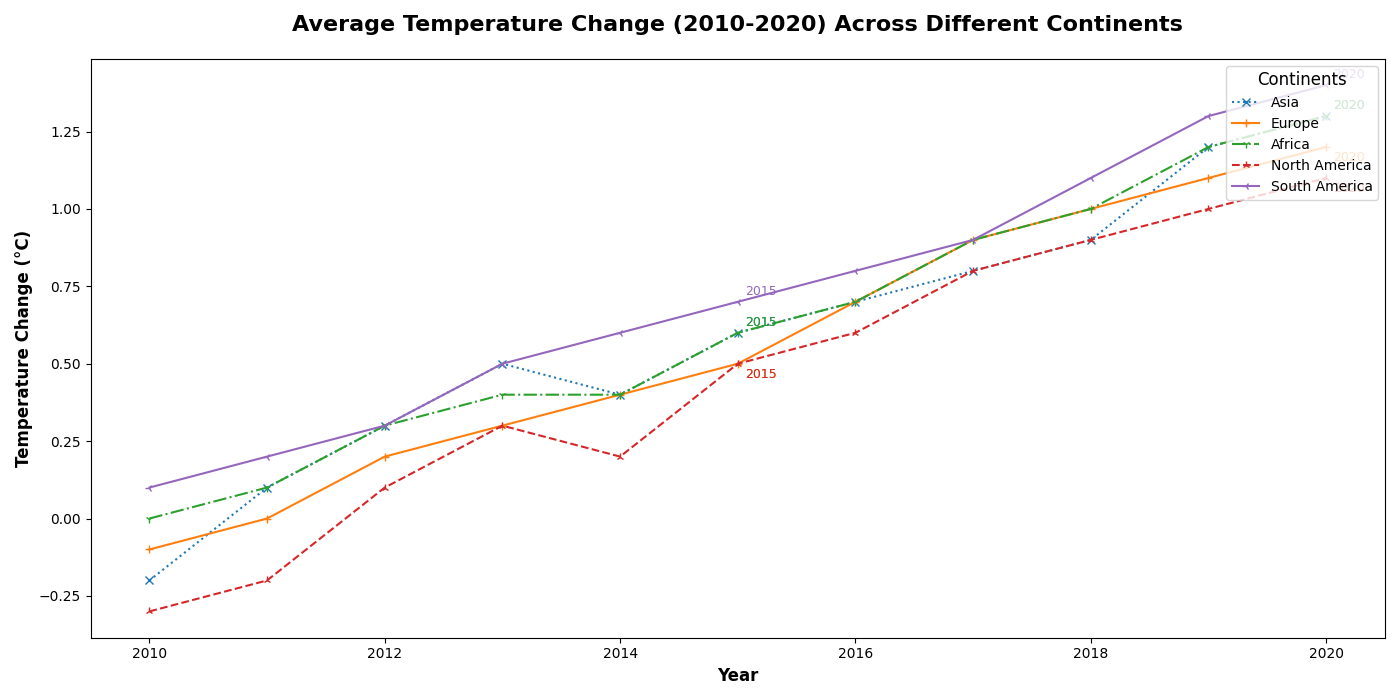 Average Temperature Change (2010-2020) Across Different Continents
Temperature Change (°C)
1.25
1.00
0.75
0.50
0.25
0.00
−0.25
2010
2012
2014
2016
2018
2020
Year
Continents
Asia
Europe
Africa
North America
South America
2015
2015
2015
2020
2020
2020